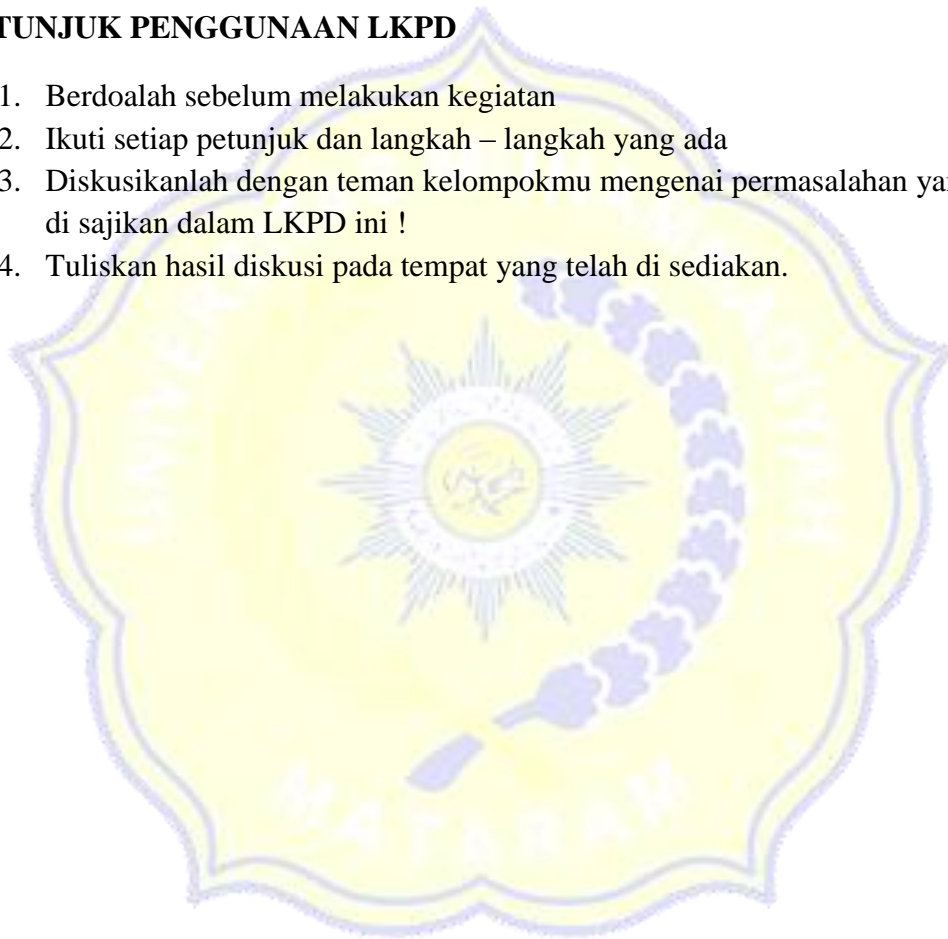 TUNJUK PENGGUNAAN LKPD
1. Berdoalah sebelum melakukan kegiatan
2. Ikuti setiap petunjuk dan langkah – langkah yang ada
3. Diskusikanlah dengan teman kelompokmu mengenai permasalahan ya
di sajikan dalam LKPD ini !
4. Tuliskan hasil diskusi pada tempat yang telah di sediakan.
MATARAM